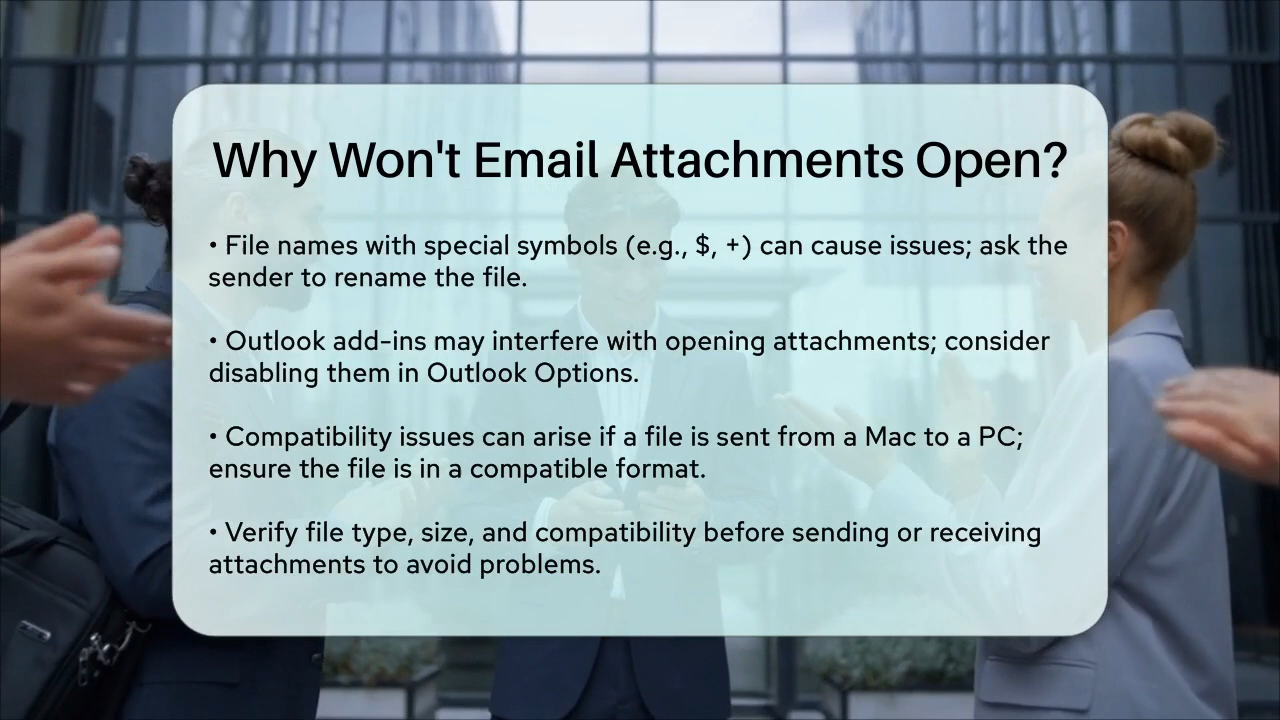 Why Won't Email Attachments Open?
• File names with special symbols (e.g., $, +) can cause issues; ask the
sender to rename the file.
• Outlook add-ins may interfere with opening attachments; consider
disabling them in Outlook Options.
• Compatibility issues can arise if a file is sent from a Mac to a PC;
ensure the file is in a compatible format.
• Verify file type, size, and compatibility before sending or receiving
attachments to avoid problems.